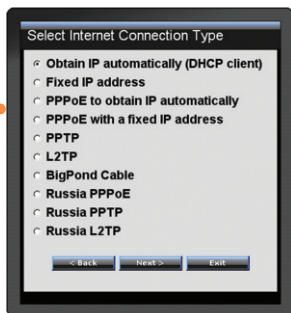 Select Internet Connection Type
Obtain IP automatically (DHCP client)
Fixed IP address
PPPoE to obtain IP automatically
PPPoE with a fixed IP address
PPTP
L2TP
BigPond Cable
Russia PPPoE
Russia PPTP
Russia L2TP
< Back Next > Exit